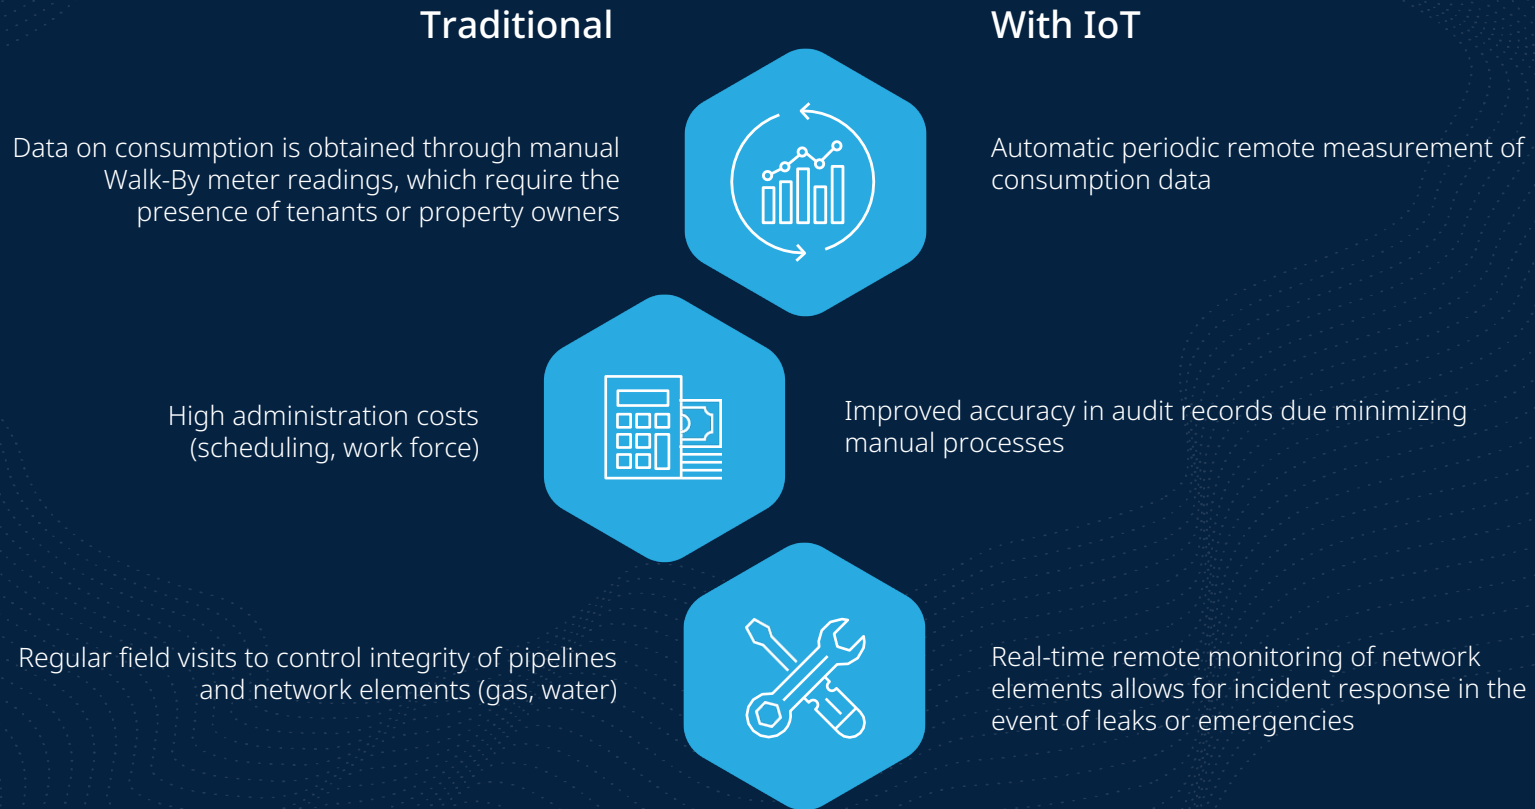 Traditional
With IoT
Data on consumption is obtained through manual
Walk-By meter readings, which require the
presence of tenants or property owners
Automatic periodic remote measurement of
consumption data
High administration costs
(scheduling, work force)
Improved accuracy in audit records due minimizing
manual processes
Regular field visits to control integrity of pipelines
and network elements (gas, water)
Real-time remote monitoring of network
elements allows for incident response in the
event of leaks or emergencies